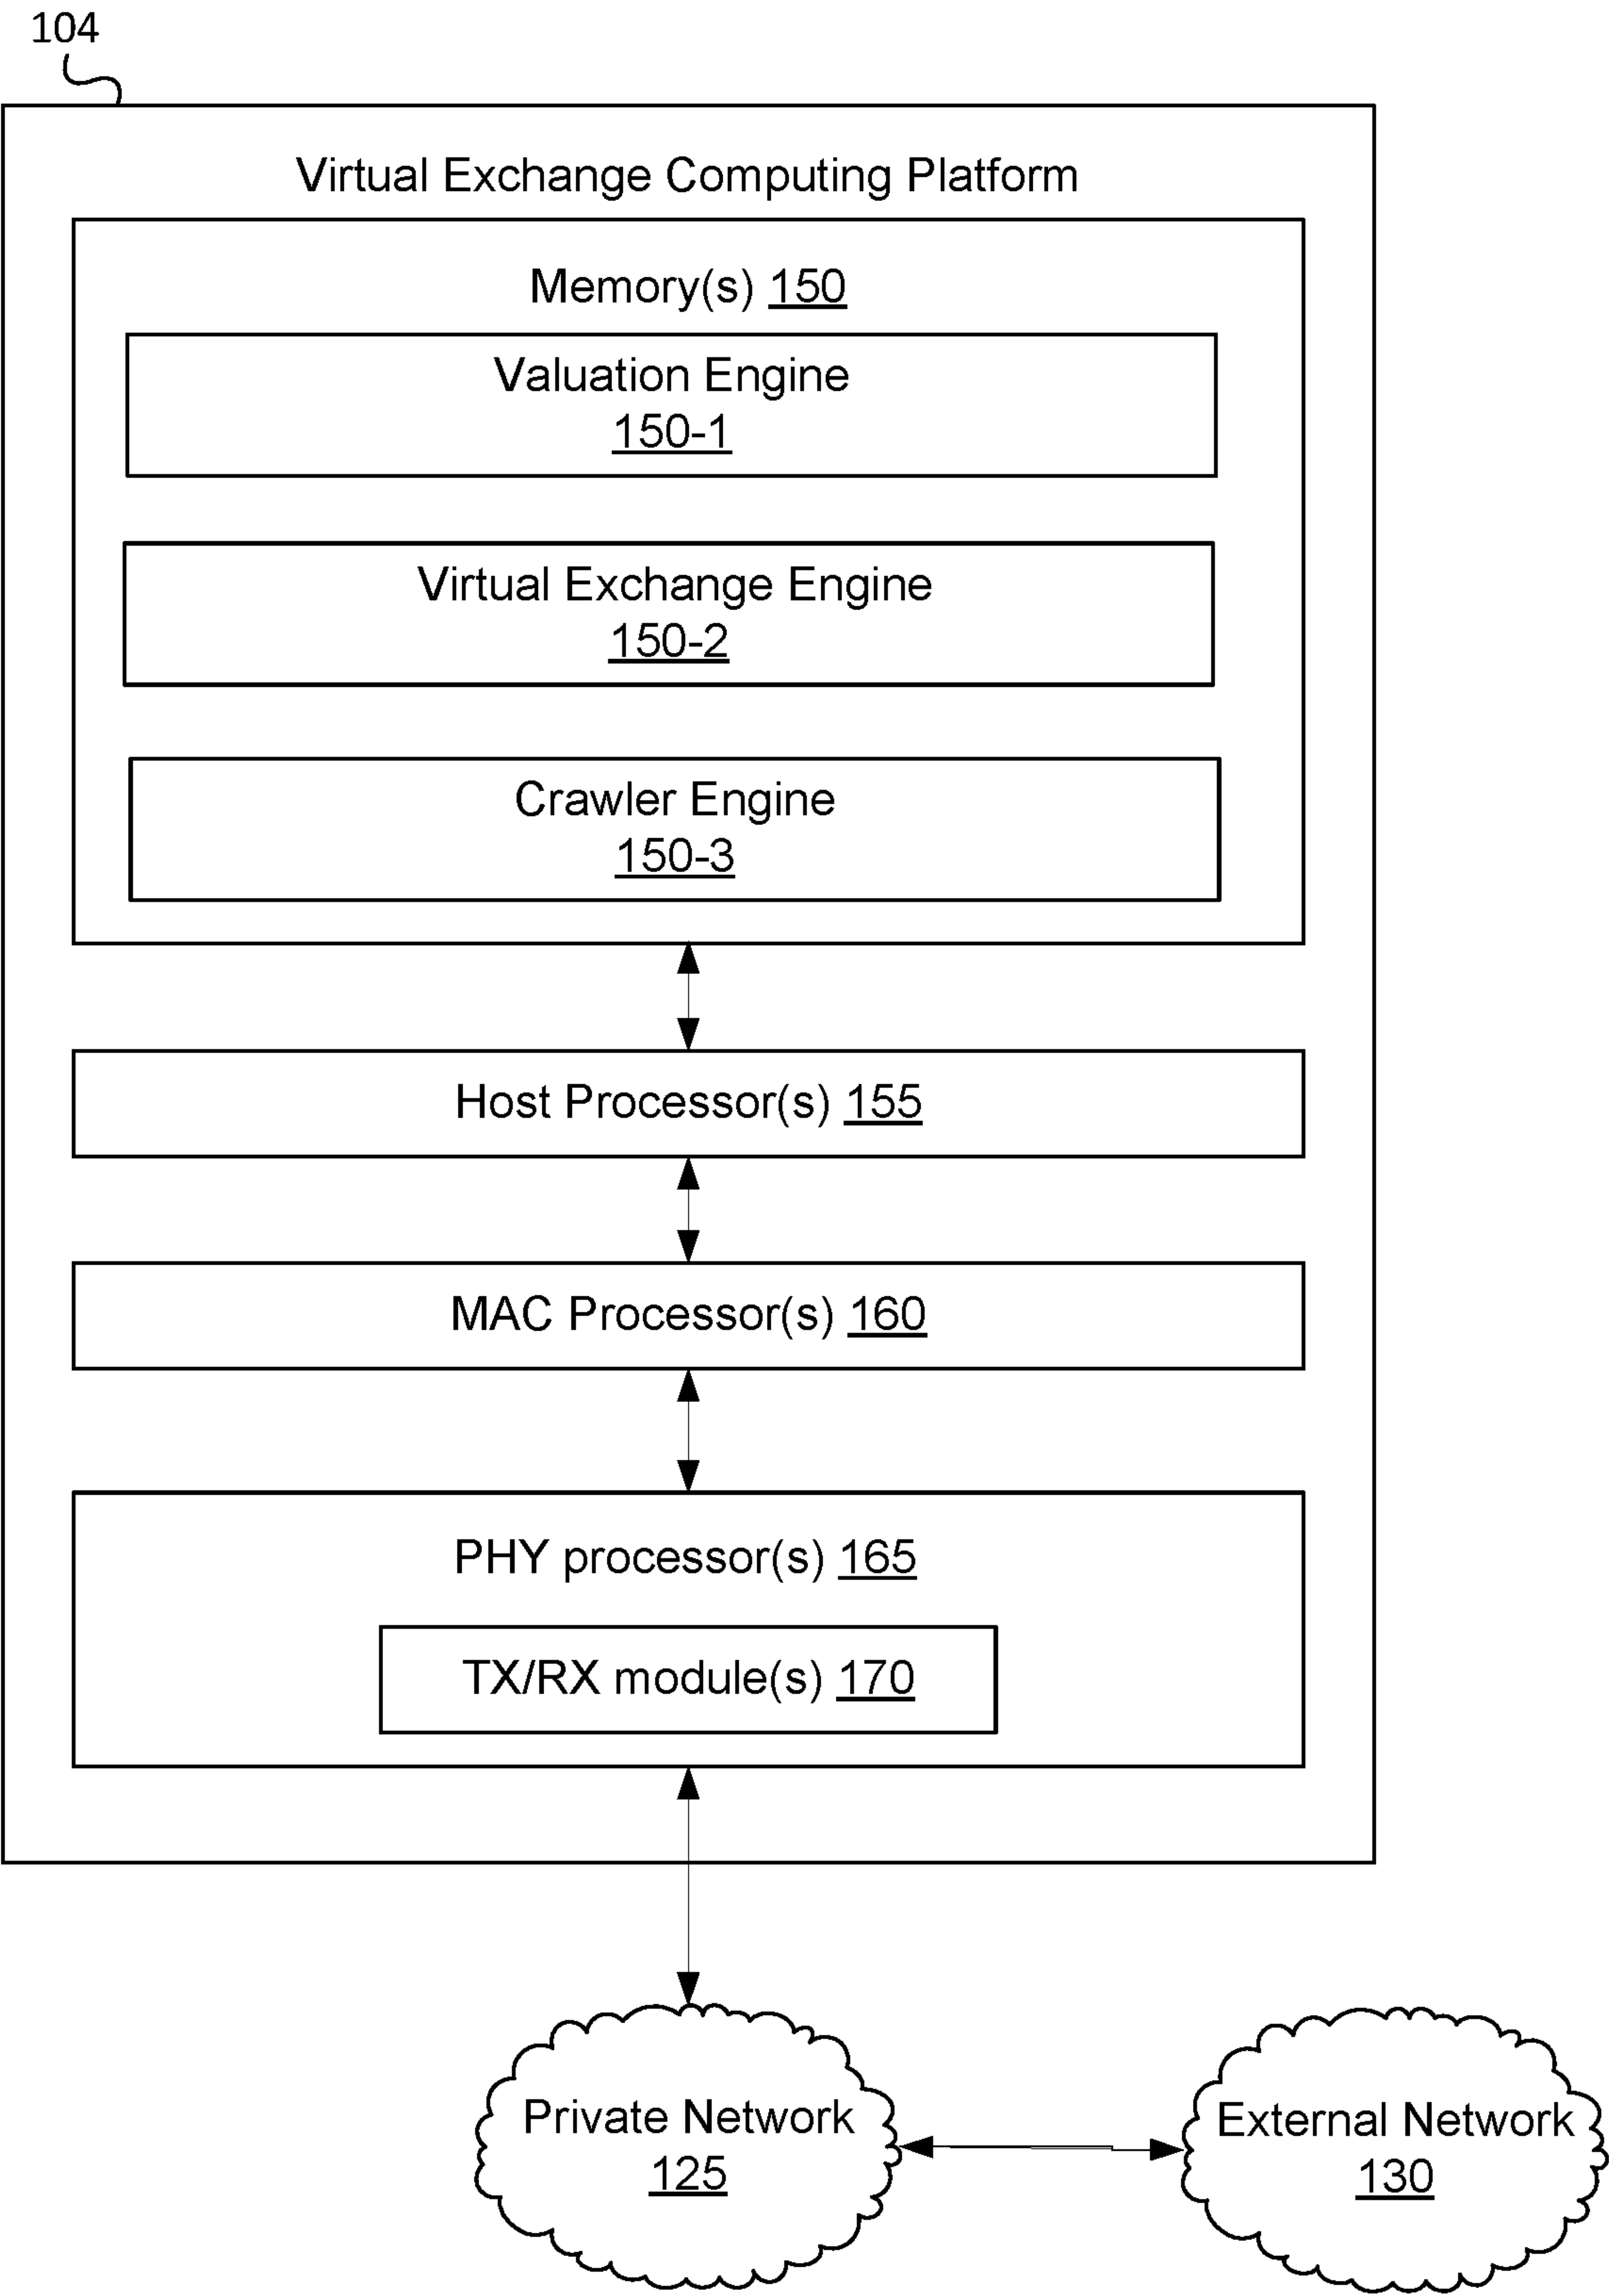 104
Virtual Exchange Computing Platform
Memory(s) 150
Valuation Engine
150-1
Virtual Exchange Engine
150-2
Crawler Engine
150-3
Host Processor(s) 155
MAC Processor(s) 160
PHY processor(s) 165
TX/RX module(s) 170
Private Network
125
External Network
130